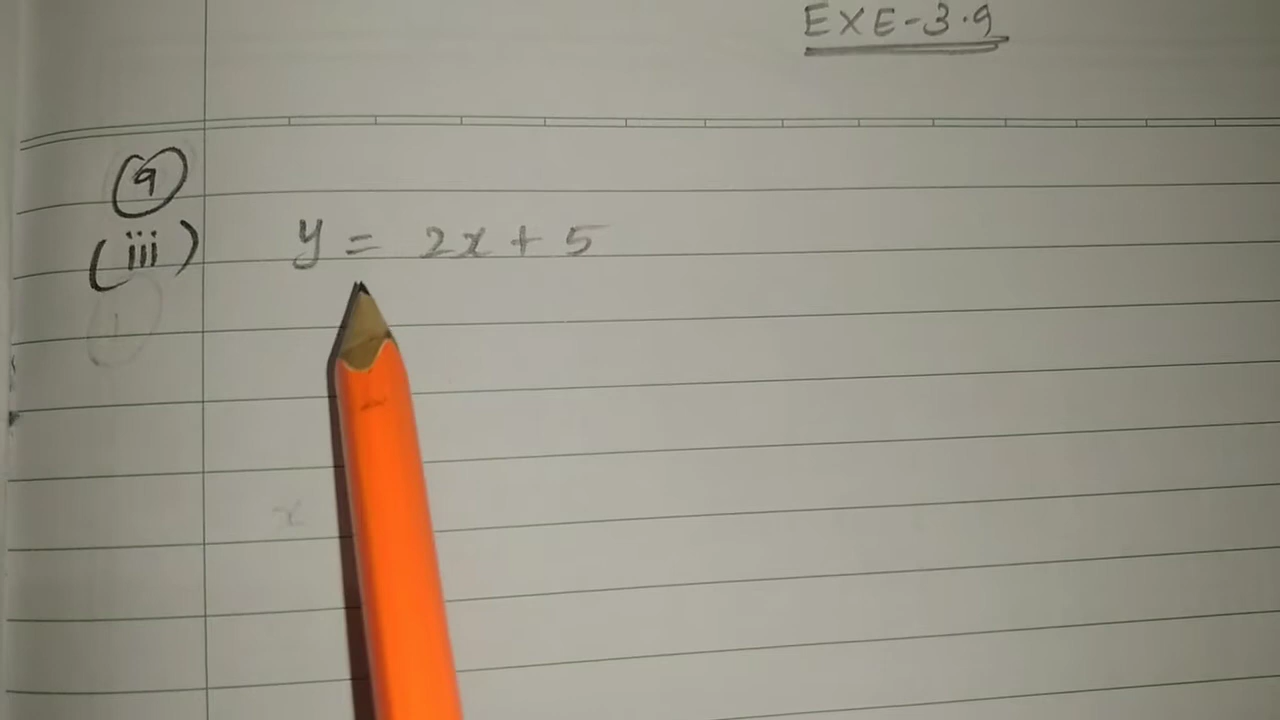 EXE-3.9
9
(iii) y = 2x + 5
x